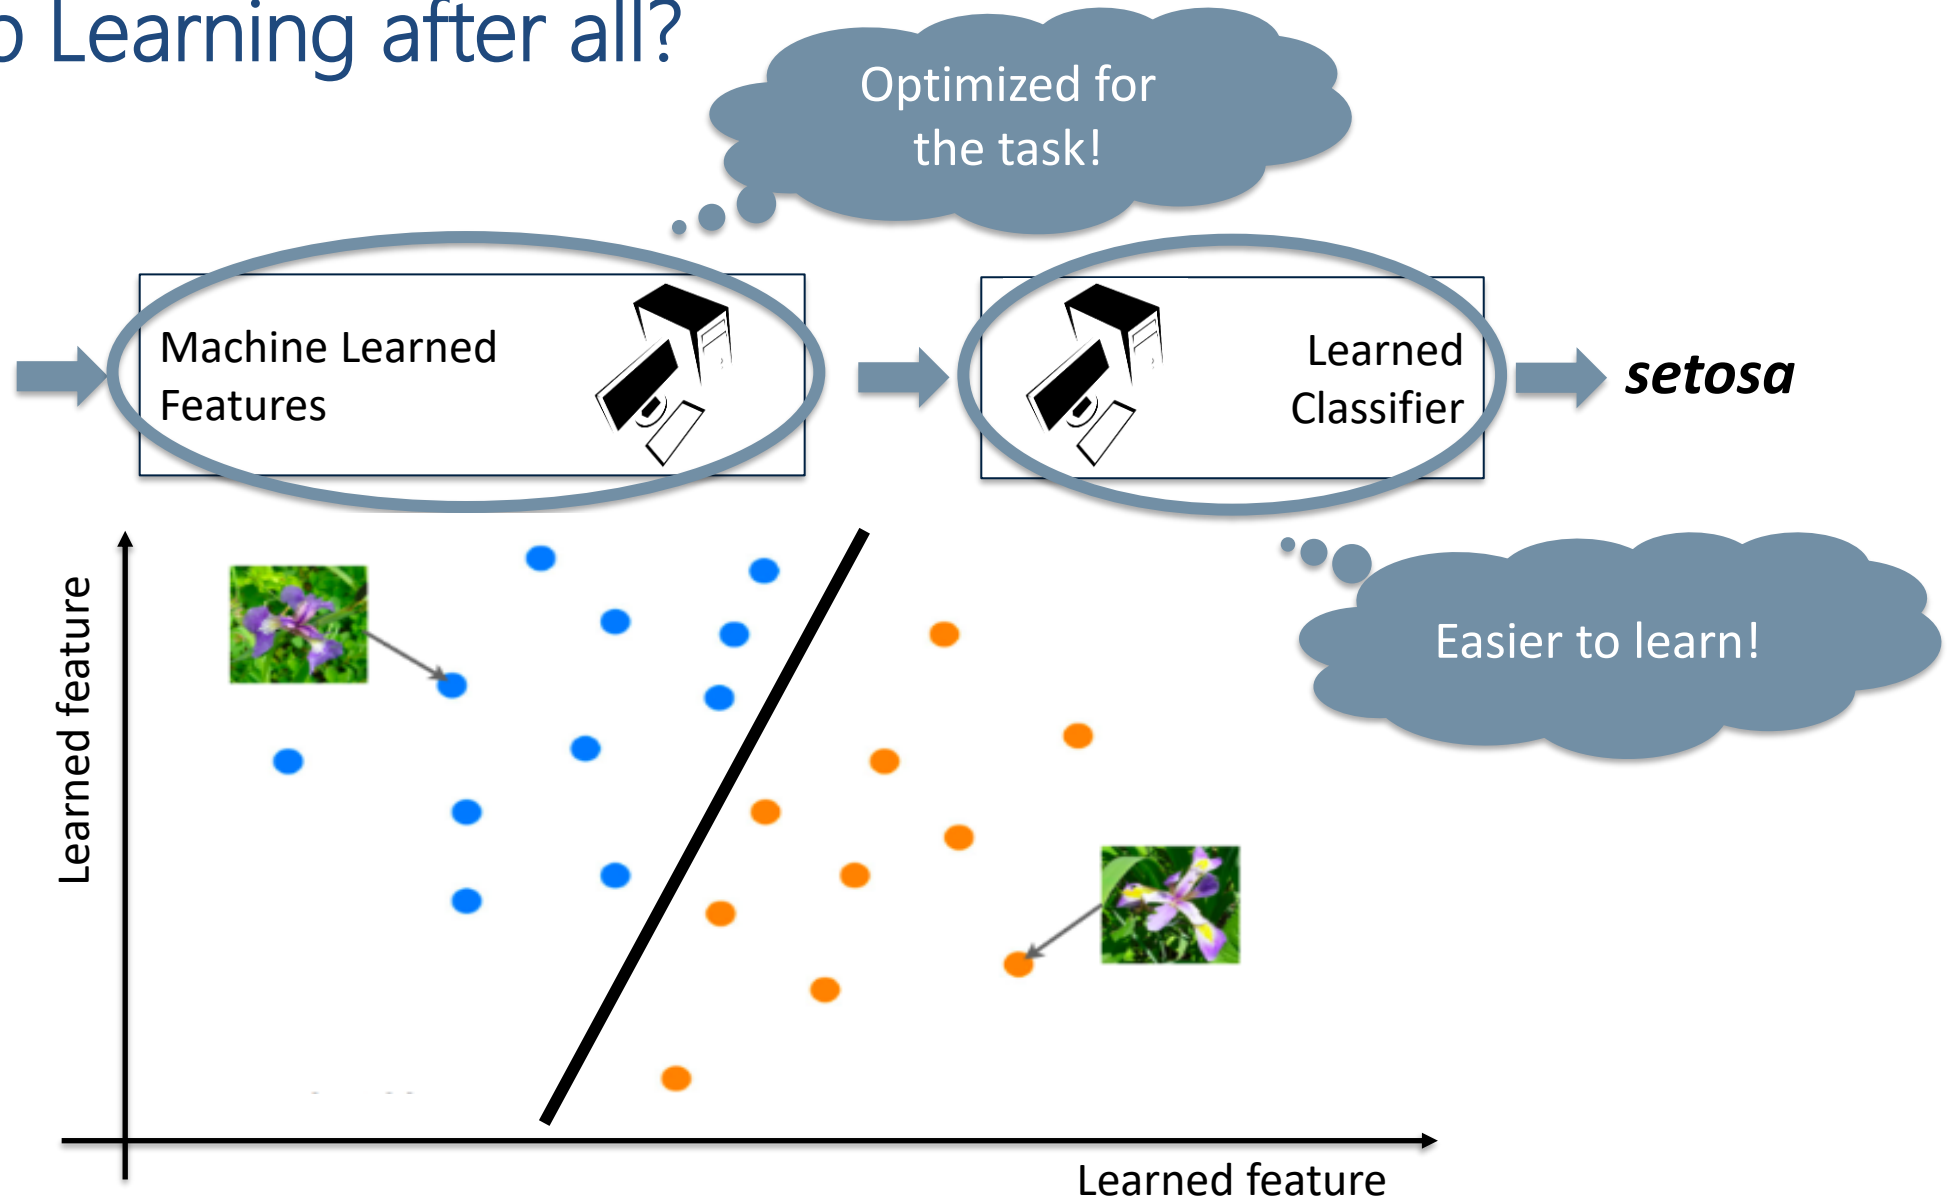 Learning after all?
Optimized for
the task!
Machine Learned
Features
Learned
Classifier
setosa
Easier to learn!
Learned feature
Learned feature